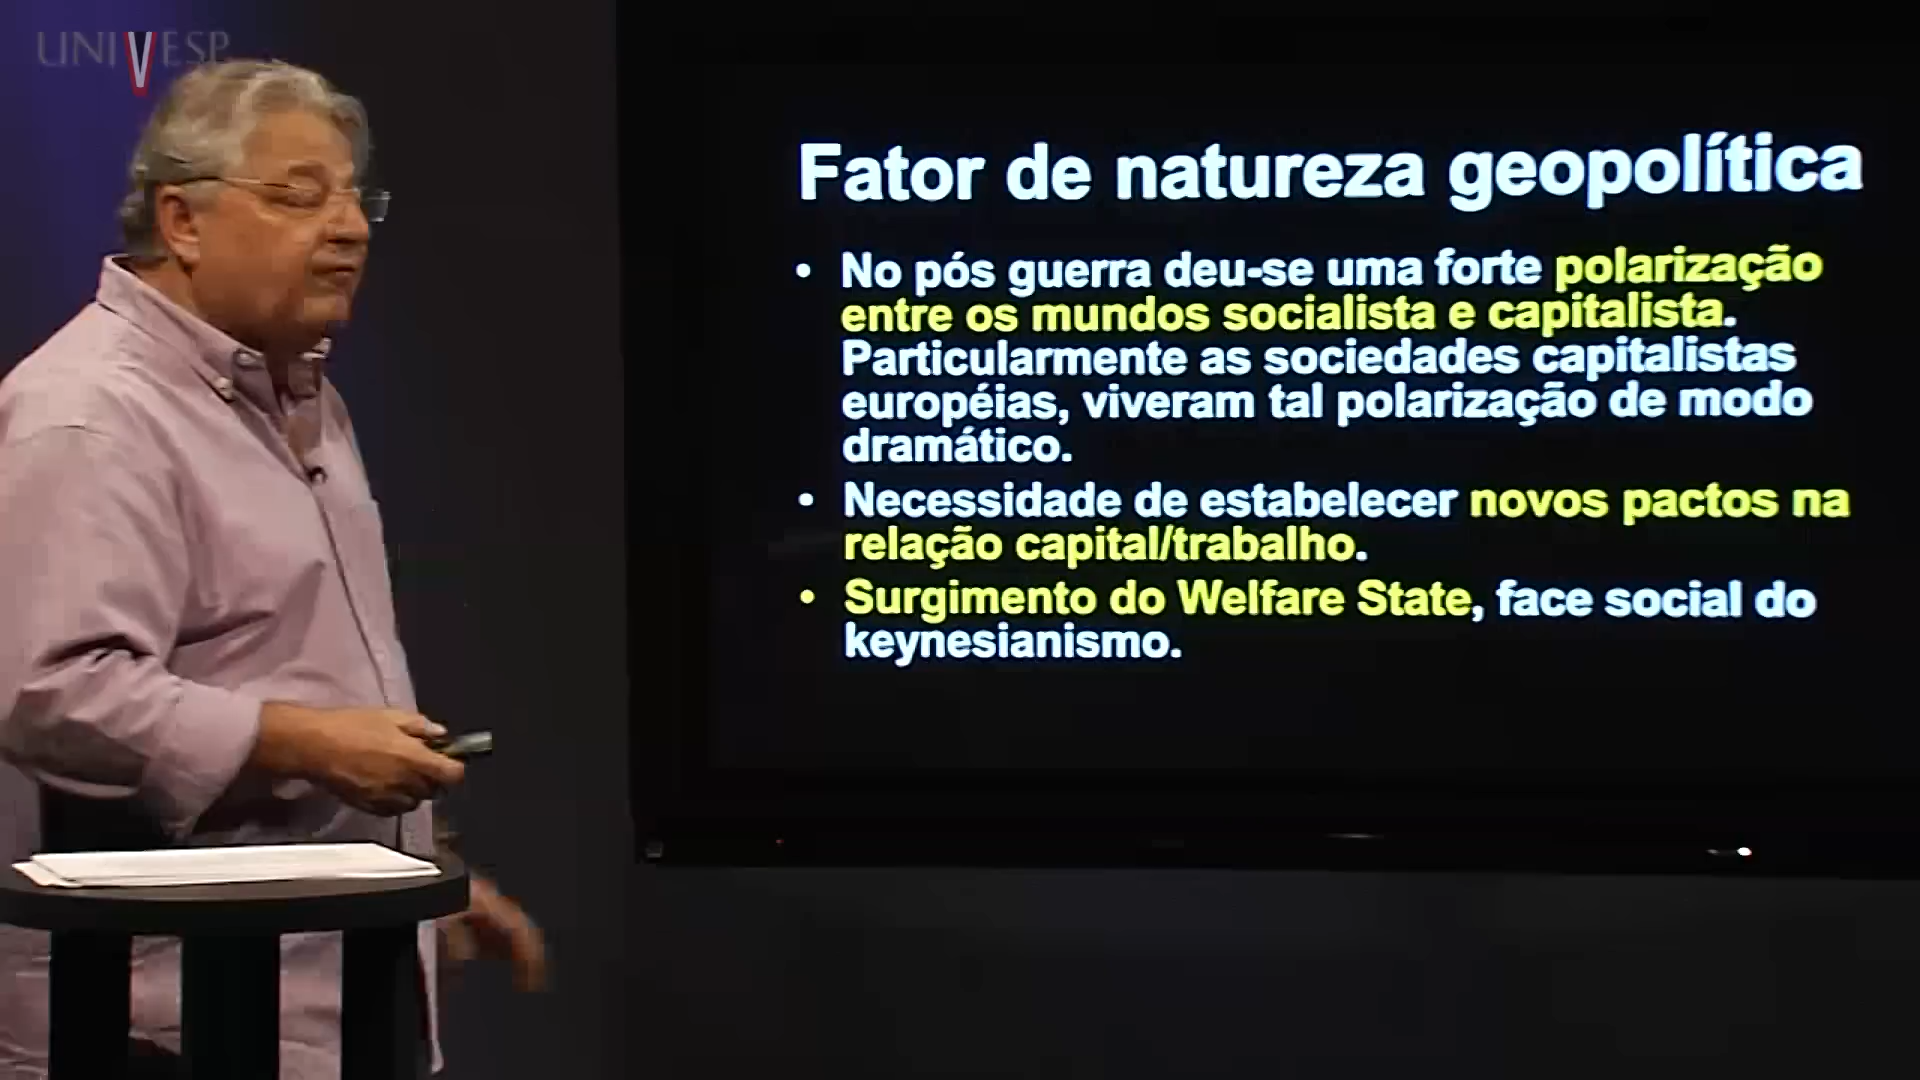 UNIVESP
Fator de natureza geopolítica
• No pós guerra deu-se uma forte polarização
entre os mundos socialista e capitalista.
Particularmente as sociedades capitalistas
européias, viveram tal polarização de modo
dramático.
• Necessidade de estabelecer novos pactos na
relação capital/trabalho.
• Surgimento do Welfare State, face social do
keynesianismo.